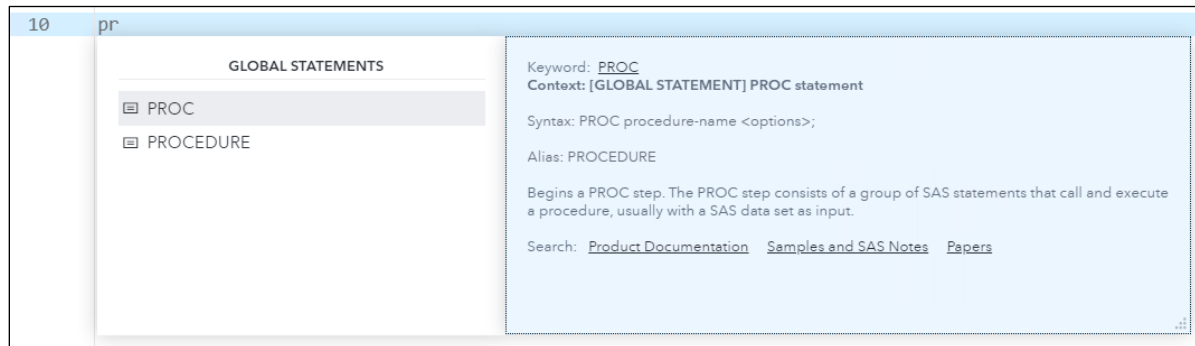 10 pr
GLOBAL STATEMENTS
PROC
PROCEDURE
Keyword: PROC
Context: [GLOBAL STATEMENT] PROC statement
Syntax: PROC procedure-name <options>;
Alias: PROCEDURE
Begins a PROC step. The PROC step consists of a group of SAS statements that call and execute
a procedure, usually with a SAS data set as input.
Search: Product Documentation Samples and SAS Notes Papers